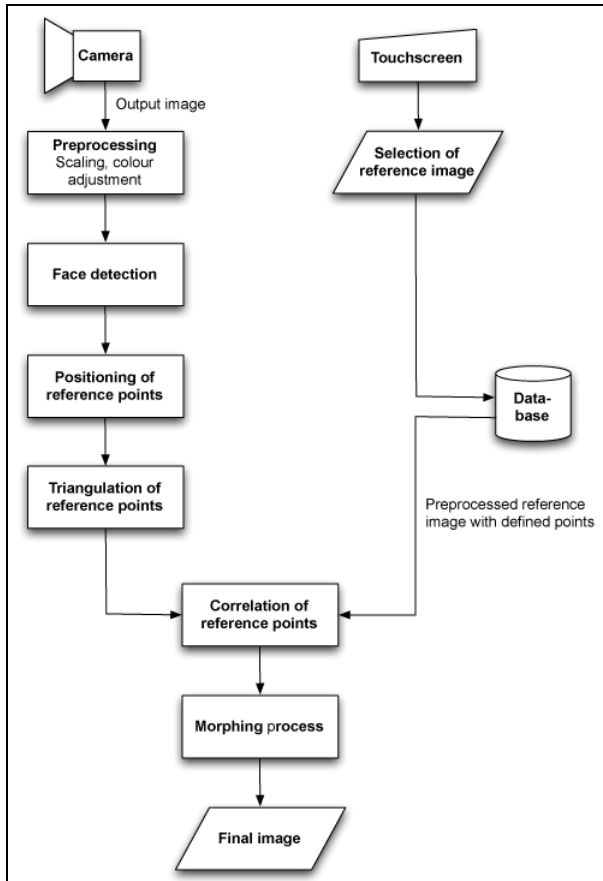 Camera
Output image
Preprocessing
Scaling, colour
adjustment
Face detection
Positioning of
reference points
Triangulation of
reference points
Touchscreen
Selection of
reference image
Data-
base
Preprocessed reference
image with defined points
Correlation of
reference points
Morphing process
Final image